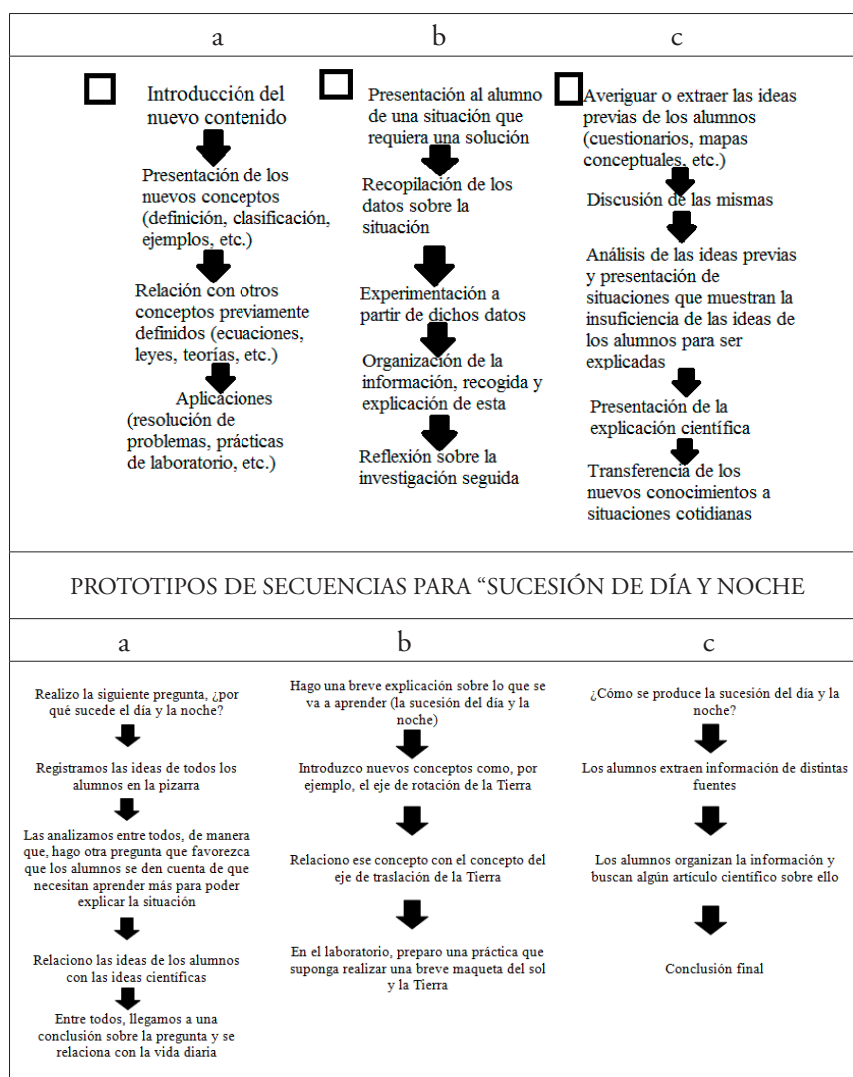 a
b
c
Introducción del
nuevo contenido
Presentación de los
nuevos conceptos
(definición, clasificación,
ejemplos, etc.)
Relación con otros
conceptos previamente
definidos (ecuaciones,
leyes, teorías, etc.)
Aplicaciones
(resolución de
problemas, prácticas
de laboratorio, etc.)
Presentación al alumno
de una situación que
requiera una solución
Recopilación de los
datos sobre la
situación
Experimentación a
partir de dichos datos
Organización de la
información, recogida y
explicación de esta
Reflexión sobre la
investigación seguida
Averiguar o extraer las ideas
previas de los alumnos
(cuestionarios, mapas
conceptuales, etc.)
Discusión de las mismas
Análisis de las ideas previas
y presentación de
situaciones que muestran la
insuficiencia de las ideas de
los alumnos para ser
explicadas
Presentación de la
explicación científica
Transferencia de los
nuevos conocimientos a
situaciones cotidianas
PROTOTIPOS DE SECUENCIAS PARA “SUCESIÓN DE DÍA Y NOCHE
a
b
c
Realizo la siguiente pregunta, ¿por
qué sucede el día y la noche?
Registramos las ideas de todos los
alumnos en la pizarra
Las analizamos entre todos, de manera
que, hago otra pregunta que favorezca
que los alumnos se den cuenta de que
necesitan aprender más para poder
explicar la situación
Relaciono las ideas de los alumnos
con las ideas científicas
Entre todos, llegamos a una
conclusión sobre la pregunta y se
relaciona con la vida diaria
Hago una breve explicación sobre lo que se
va a aprender (la sucesión del día y la
noche)
Introduzco nuevos conceptos como, por
ejemplo, el eje de rotación de la Tierra
Relaciono ese concepto con el concepto del
eje de traslación de la Tierra
En el laboratorio, preparo una práctica que
suponga realizar una breve maqueta del sol
y la Tierra
¿Cómo se produce la sucesión del día y la
noche?
Los alumnos extraen información de distintas
fuentes
Los alumnos organizan la información y
buscan algún artículo científico sobre ello
Conclusión final